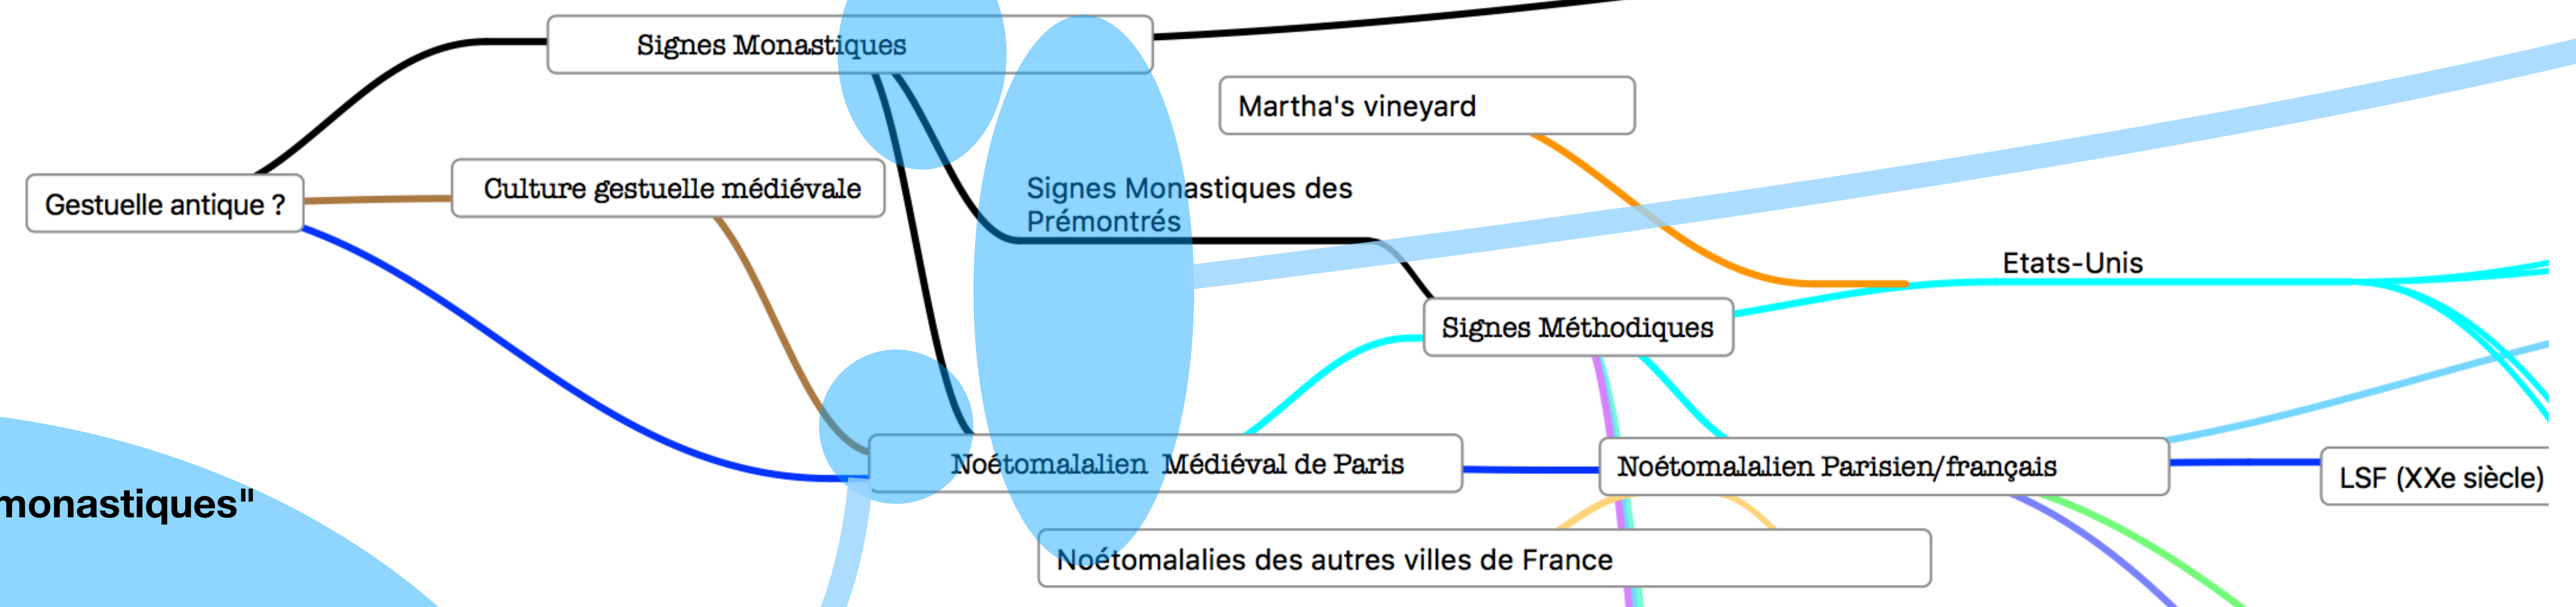 Signes Monastiques
Martha's vineyard
Culture gestuelle médiévale
Signes Monastiques des
Prémontrés
Gestuelle antique ?
Etats-Unis
Signes Méthodiques
Noétomalalien Médiéval de Paris
Noétomalalien Parisien/français
LSF (XXe siècle)
monastiques"
Noétomalalies des autres villes de France